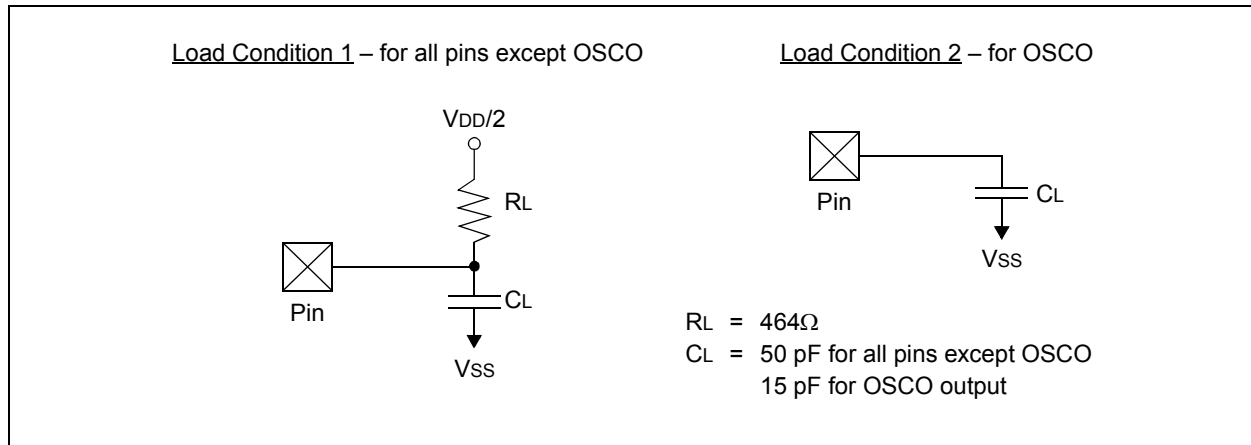 Load Condition 1 – for all pins except OSCO
VDD/2
RL
Pin
CL
VSS
Load Condition 2 – for OSCO
Pin
CL
VSS
RL = 464Ω
CL = 50 pF for all pins except OSCO
15 pF for OSCO output